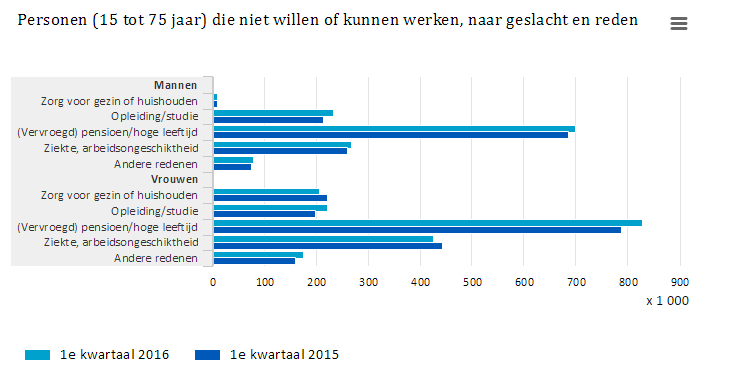 Personen (15 tot 75 jaar) die niet willen of kunnen werken, naar geslacht en reden
Mannen
Zorg voor gezin of huishouden
Opleiding/studie
(Vervroegd) pensioen/hoge leeftijd
Ziekte, arbeidsongeschiktheid
Andere redenen
Vrouwen
Zorg voor gezin of huishouden
Opleiding/studie
(Vervroegd) pensioen/hoge leeftijd
Ziekte, arbeidsongeschiktheid
Andere redenen
0 100 200 300 400 500 600 700 800 900
x 1 000
1e kwartaal 2016 1e kwartaal 2015